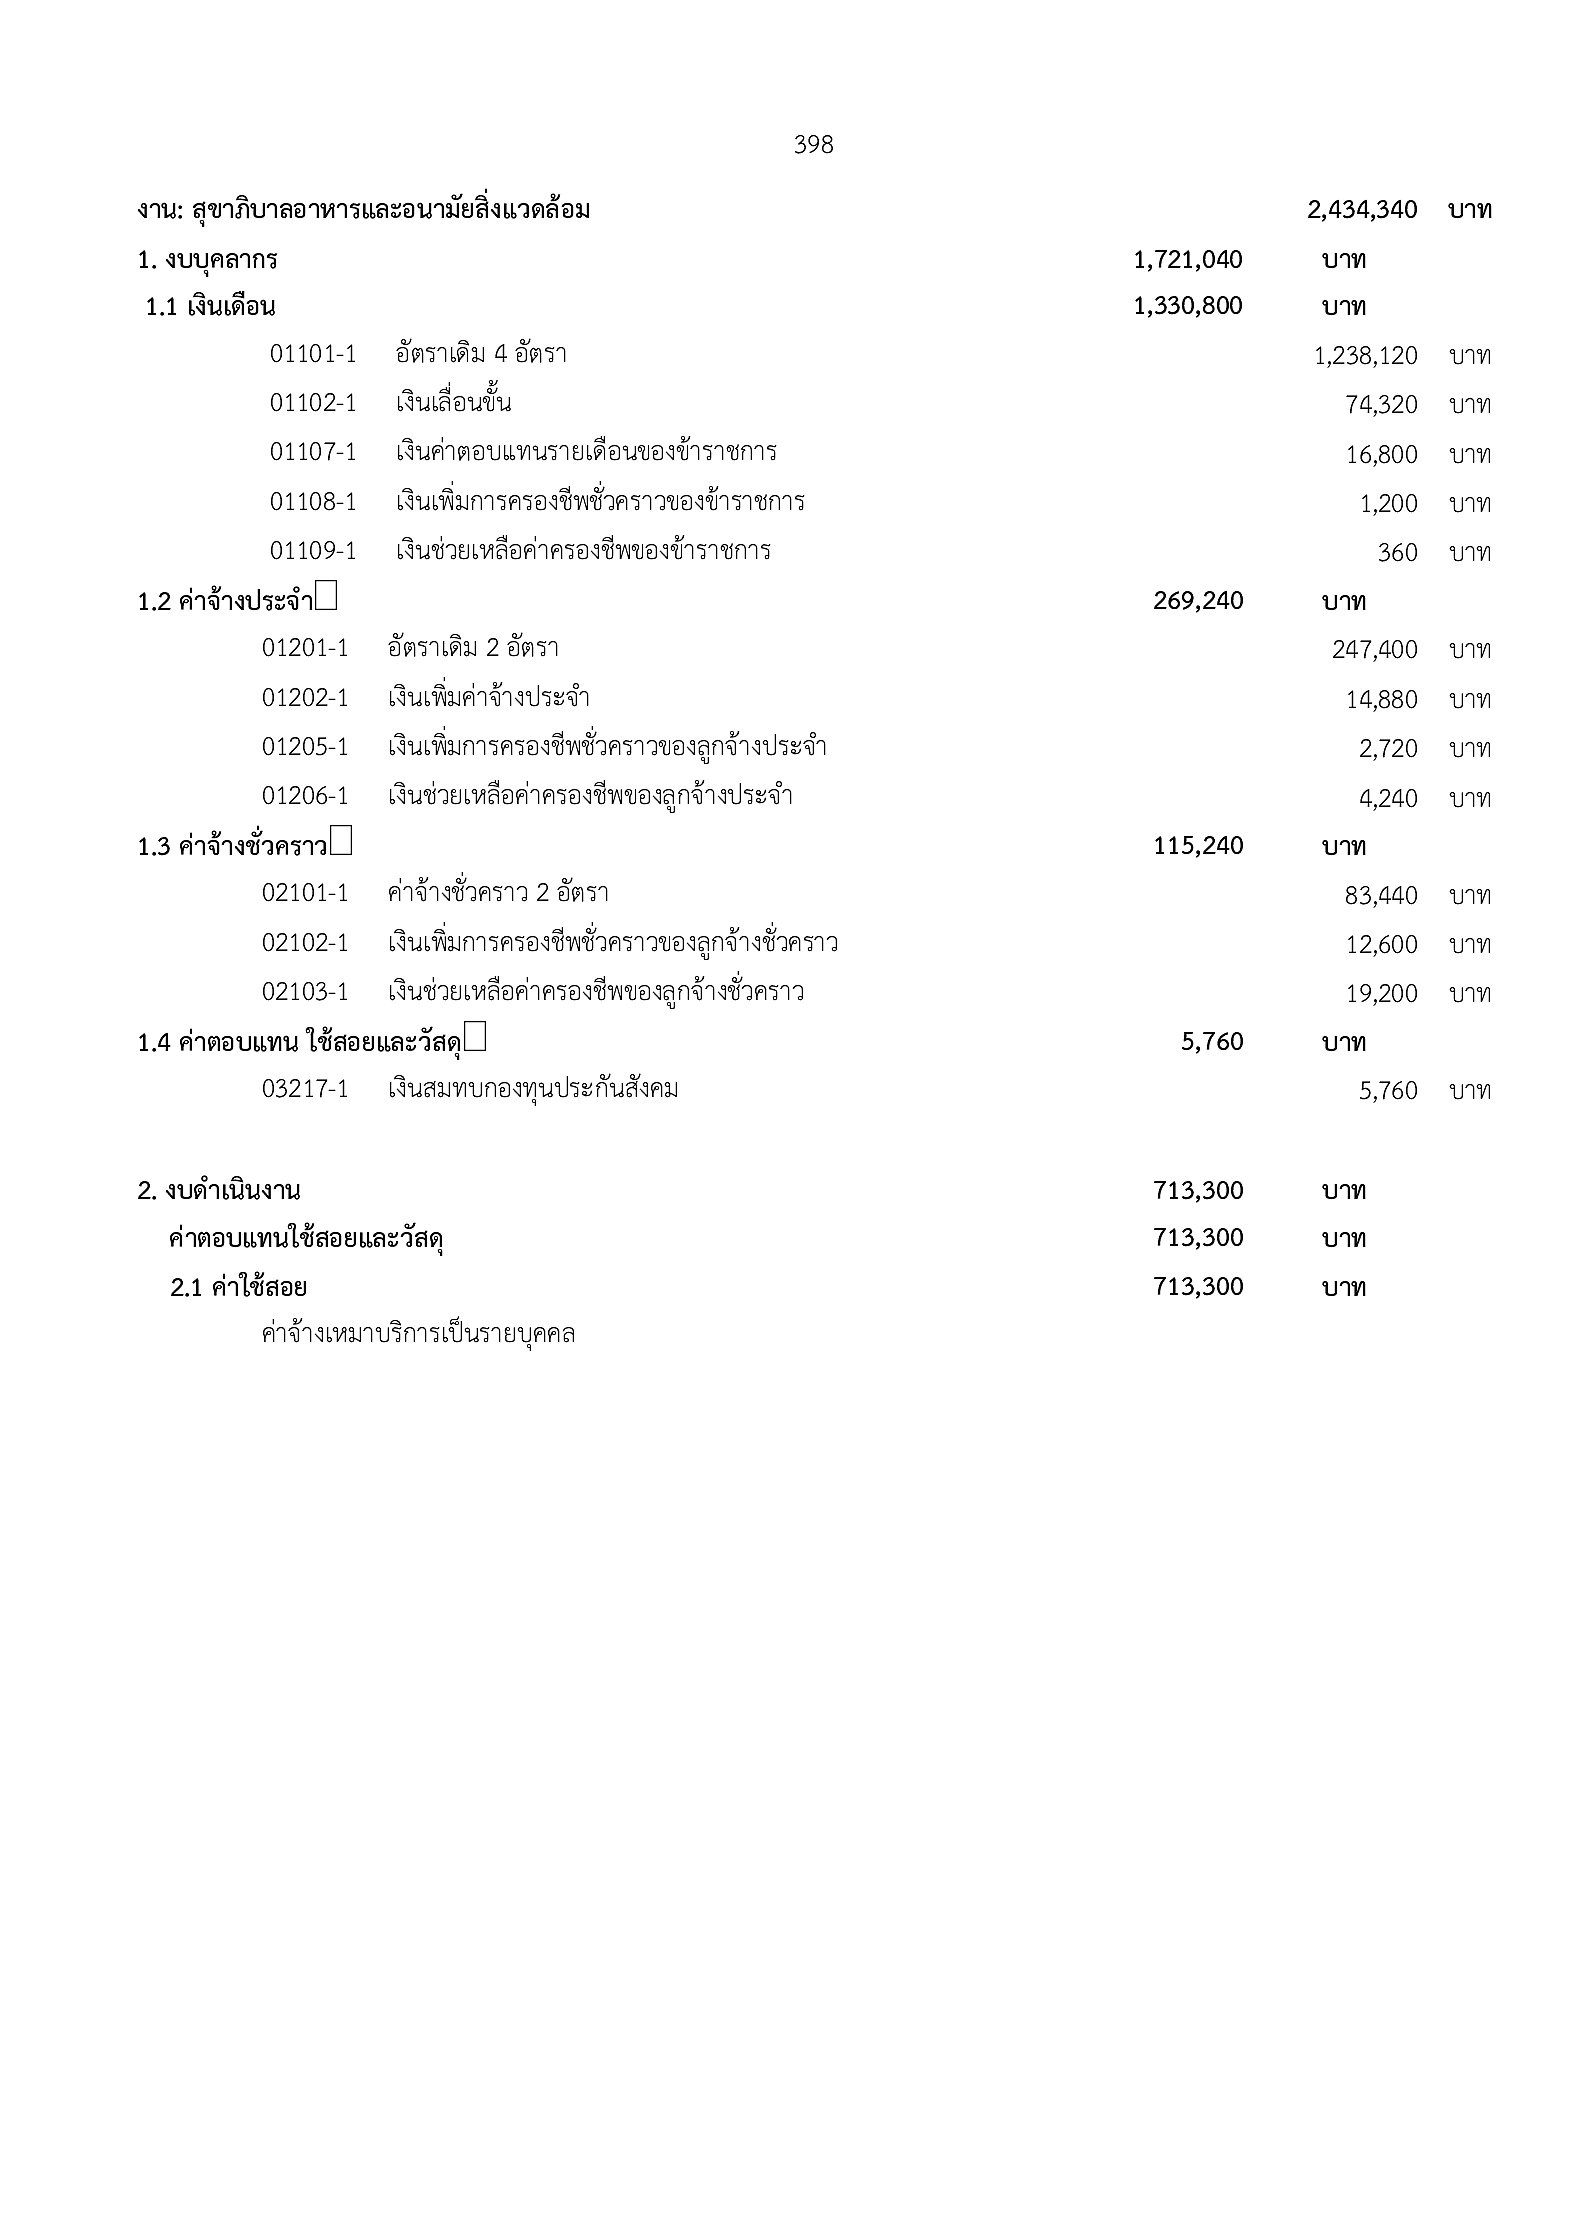 398
งาน: สุขาภิบาลอาหารและอนามัยสิ่งแวดล้อม 2,434,340 บาท
1. งบบุคลากร 1,721,040 บาท
1.1 เงินเดือน 1,330,800 บาท
01101-1 อัตราเดิม 4 อัตรา 1,238,120 บาท
01102-1 เงินเลื่อนขั้น 74,320 บาท
01107-1 เงินค่าตอบแทนรายเดือนของข้าราชการ 16,800 บาท
01108-1 เงินเพิ่มการครองชีพชั่วคราวของข้าราชการ 1,200 บาท
01109-1 เงินช่วยเหลือค่าครองชีพของข้าราชการ 360 บาท
1.2 ค่าจ้างประจำ 269,240 บาท
01201-1 อัตราเดิม 2 อัตรา 247,400 บาท
01202-1 เงินเพิ่มค่าจ้างประจำ 14,880 บาท
01205-1 เงินเพิ่มการครองชีพชั่วคราวของลูกจ้างประจำ 2,720 บาท
01206-1 เงินช่วยเหลือค่าครองชีพของลูกจ้างประจำ 4,240 บาท
1.3 ค่าจ้างชั่วคราว 115,240 บาท
02101-1 ค่าจ้างชั่วคราว 2 อัตรา 83,440 บาท
02102-1 เงินเพิ่มการครองชีพชั่วคราวของลูกจ้างชั่วคราว 12,600 บาท
02103-1 เงินช่วยเหลือค่าครองชีพของลูกจ้างชั่วคราว 19,200 บาท
1.4 ค่าตอบแทน ใช้สอยและวัสดุ 5,760 บาท
03217-1 เงินสมทบกองทุนประกันสังคม 5,760 บาท
2. งบดำเนินงาน 713,300 บาท
ค่าตอบแทนใช้สอยและวัสดุ 713,300 บาท
2.1 ค่าใช้สอย 713,300 บาท
ค่าจ้างเหมาบริการเป็นรายบุคคล